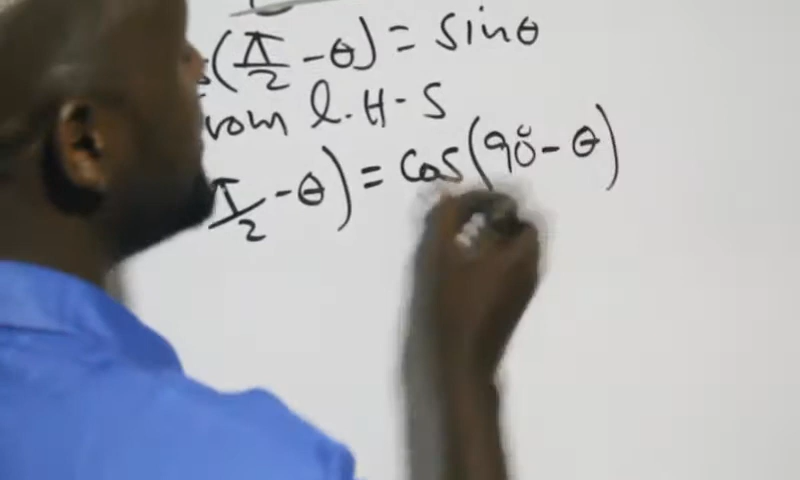 (π/2 - θ) = sinθ
rom L.H-S
π/2 - θ) = cos(90° - θ)